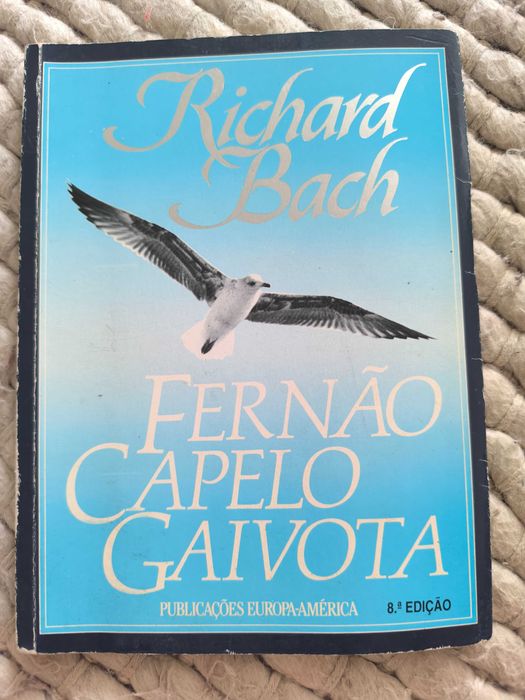 Richard
Bach
FERNÃO
CAPELO
GAIVOTA
PUBLICAÇÕES EUROPA-AMÉRICA 8.ª EDIÇÃO